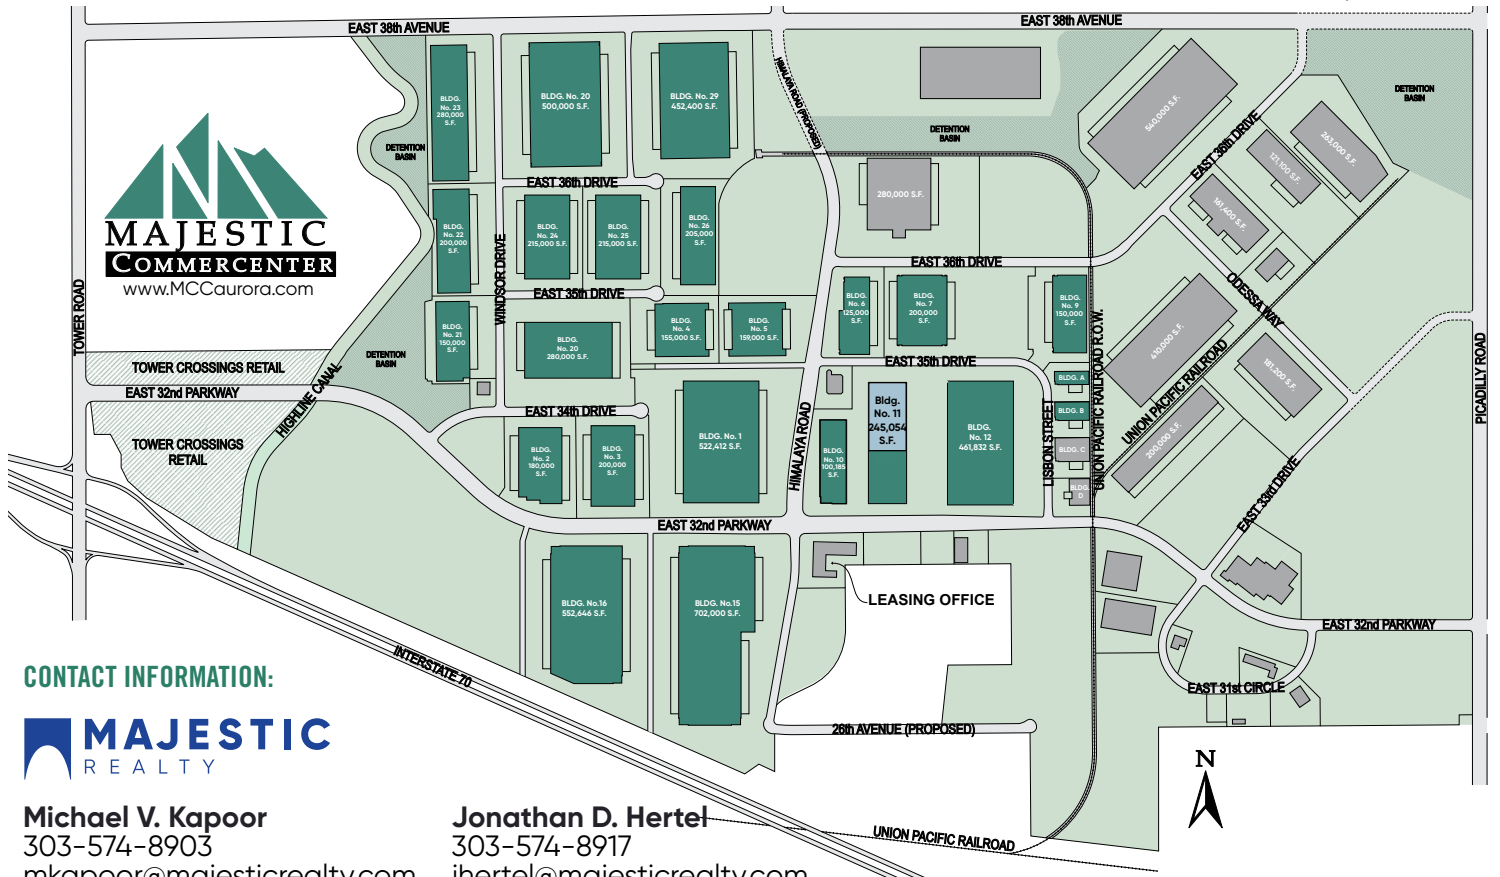 EAST 38th AVENUE
EAST 38th AVENUE
BLDG.
No. 23
280,000
S.F.
BLDG. No. 20
500,000 S.F.
BLDG. No. 29
452,400 S.F.
HIMALAYA ROAD (PROPOSED)
DETENTION
BASIN
540,000 S.F.
EAST 36th DRIVE
121,100 S.F.
263,000 S.F.
DETENTION
BASIN
DETENTION
BASIN
MAJESTIC
COMMERCENTER
www.MCCaurora.com
EAST 36th DRIVE
280,000 S.F.
161,400 S.F.
BLDG.
No. 22
200,000
S.F.
WINDSOR DRIVE
BLDG.
No. 24
215,000 S.F.
BLDG.
No. 25
215,000 S.F.
BLDG.
No. 26
205,000
S.F.
EAST 36th DRIVE
ODESSA WAY
TOWER ROAD
EAST 35th DRIVE
BLDG.
No. 6
125,000
S.F.
BLDG.
No. 7
200,000
S.F.
BLDG.
No. 9
150,000
S.F.
UNION PACIFIC RAILROAD R.O.W.
410,000 S.F.
BLDG.
No. 21
150,000
S.F.
BLDG.
No. 20
280,000 S.F.
BLDG.
No. 4
155,000 S.F.
BLDG.
No. 5
159,000 S.F.
EAST 35th DRIVE
181,200 S.F.
PICADILLY ROAD
DETENTION
BASIN
TOWER CROSSINGS RETAIL
EAST 32nd PARKWAY
HIGHLINE CANAL
TOWER CROSSINGS
RETAIL
EAST 34th DRIVE
BLDG. No. 1
522,412 S.F.
HIMALAYA ROAD
Bldg.
No. 11
245,054
S.F.
BLDG.
No. 12
461,832 S.F.
BLDG. A
BLDG. B
BLDG. C
BLDG.
D
LISBON STREET
UNION PACIFIC RAILROAD
200,000 S.F.
BLDG.
No. 2
180,000
S.F.
BLDG.
No. 3
200,000
S.F.
BLDG.
No. 10
100,185
S.F.
EAST 33rd DRIVE
EAST 32nd PARKWAY
BLDG. No.16
552,646 S.F.
BLDG. No.15
702,000 S.F.
LEASING OFFICE
EAST 32nd PARKWAY
INTERSTATE 70
EAST 31st CIRCLE
26th AVENUE (PROPOSED)
N
UNION PACIFIC RAILROAD
CONTACT INFORMATION:
MAJESTIC
REALTY
Michael V. Kapoor
303-574-8903
mkapoor@majesticrealty.com
Jonathan D. Hertel
303-574-8917
jhertel@majesticrealty.com